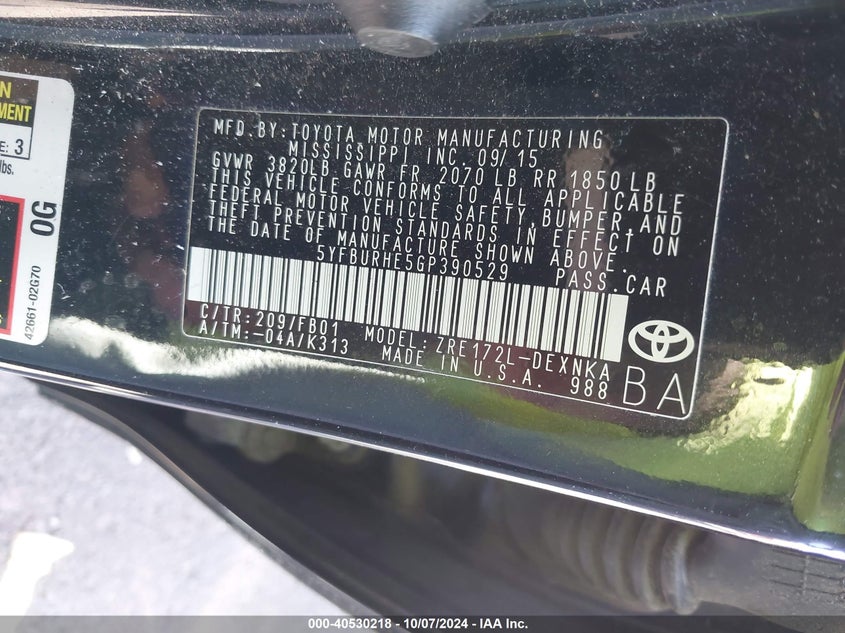 N
MENT
E: 3
lbs.
0G
42661-02G70
MFD BY:TOYOTA MOTOR MANUFACTURING
MISSISSIPPI INC. 09/15
GVWR 3820LB GAWR FR 2070 LB RR 1850 LB
THIS VEHICLE CONFORMS TO ALL APPLICABLE
FEDERAL MOTOR VEHICLE SAFETY, BUMPER, AND
THEFT PREVENTION STANDARDS IN EFFECT ON
THE DATE OF MANUFACTURE SHOWN ABOVE.
5YFBURHE5GP390529 PASS.CAR
C/TR:209/FB01 MODEL:ZRE172L-DEXNKA
A/TM:-04A/K313 MADE IN U.S.A. 988
BA
000-40530218 - 10/07/2024 - IAA Inc.